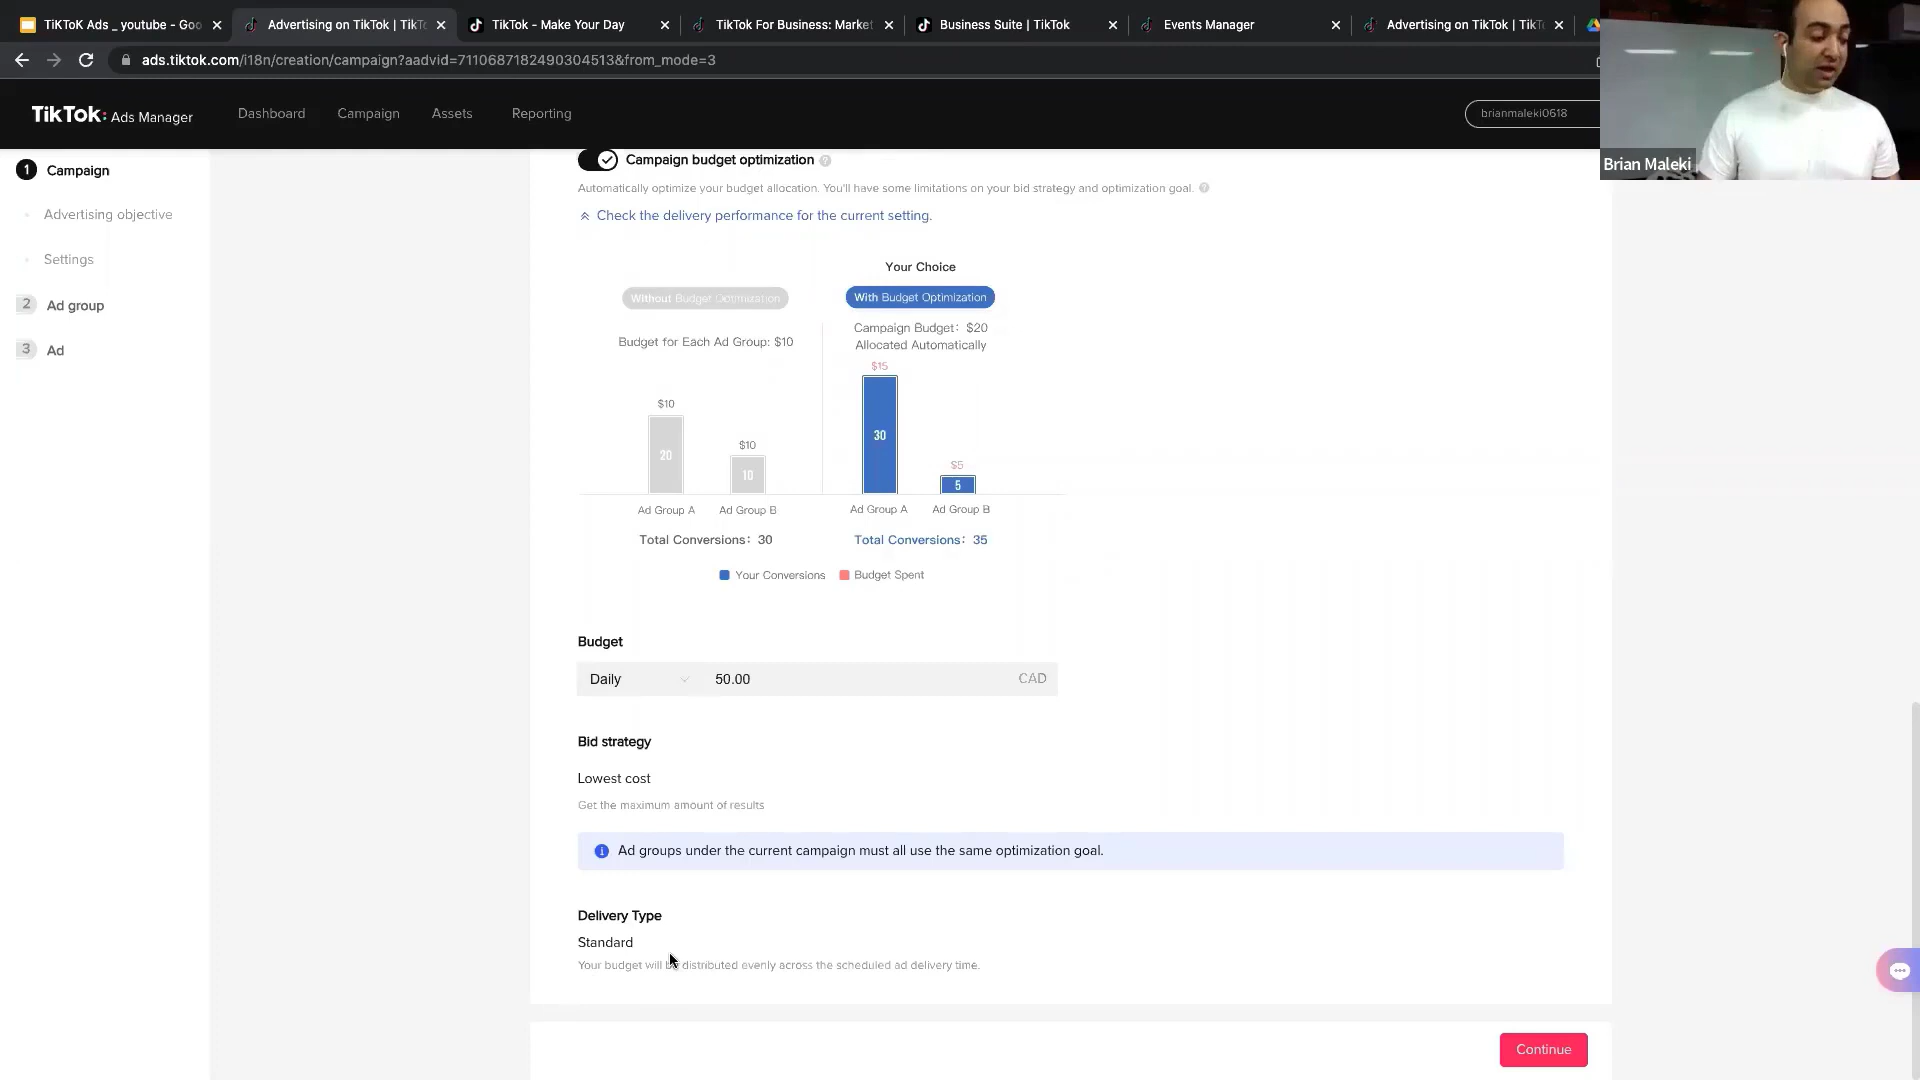 TiKToK Ads _ youtube - Goo
Advertising on TikTok | TikT
TikTok - Make Your Day
TikTok For Business: Market
Business Suite | TikTok
Events Manager
Advertising on TikTok | TikT
ads.tiktok.com/i18n/creation/campaign?aadvid=7110687182490304513&from_mode=3
TikTok: Ads Manager
Dashboard
Campaign
Assets
Reporting
brianmaleki0618
Brian Maleki
1 Campaign
Advertising objective
Settings
2 Ad group
3 Ad
Campaign budget optimization ?
Automatically optimize your budget allocation. You'll have some limitations on your bid strategy and optimization goal. ?
Check the delivery performance for the current setting.
Your Choice
Without Budget Optimization
With Budget Optimization
Budget for Each Ad Group: $10
Campaign Budget: $20
Allocated Automatically
$10
20
$10
10
$15
30
$5
5
Ad Group A
Ad Group B
Ad Group A
Ad Group B
Total Conversions: 30
Total Conversions: 35
Your Conversions
Budget Spent
Budget
Daily
50.00
CAD
Bid strategy
Lowest cost
Get the maximum amount of results
Ad groups under the current campaign must all use the same optimization goal.
Delivery Type
Standard
Your budget will be distributed evenly across the scheduled ad delivery time.
Continue